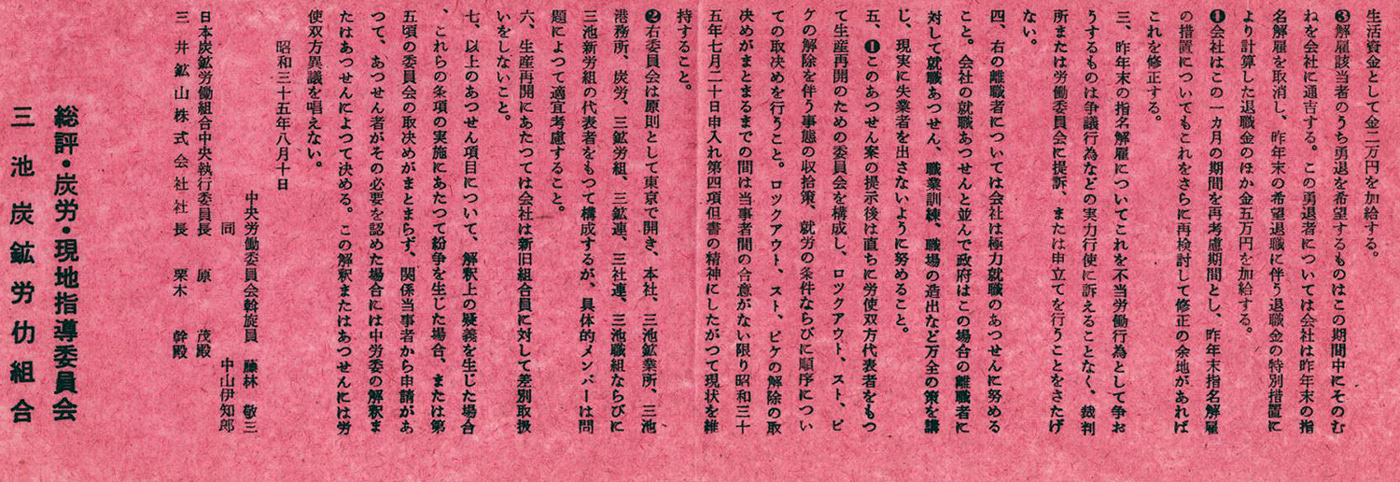 生活資金として金二万円を加給する。
❸解雇該当者のうち勇退を希望するものはこの期間中にそのむ
ねを会社に通吿する。この勇退者については会社は昨年末の指
名解雇を取消し、昨年末の希望退職に伴う退職金の特別措置に
より計算した退職金のほか金五万円を加給する。
❹会社はこの一カ月の期間を再考慮期間とし、昨年末指名解雇
の措置についてもこれをさらに再検討して修正の余地があれば
これを修正する。
三、昨年末の指名解雇についてこれを不当労働行為として争お
うするものは争議行為などの実力行使に訴えることなく、裁判
所または労働委員会に提訴、または申立てを行うことをさたげ
ない。
四、右の離職者については会社は極力就職のあつせんに努める
こと。会社の就職あつせんと並んで政府はこの場合の離職者に
対して就職あつせん、職業訓練、職場の造出など万全の策を講
じ、現実に失業者を出さないように努めること。
五、❶このあつせん案の提示後は直ちに労使双方代表者をもつ
て生産再開のための委員会を構成し、ロツクアウト、スト、ピ
ケの解除を伴う事態の収拾策、就労の条件ならびに順序につい
ての取決めを行うこと。ロツクアウト、スト、ピケの解除の取
決めがまとまるまでの間は当事者間の合意がない限り昭和三十
五年七月二十日申入れ第四項但書の精神にしたがつて現状を維
持すること。
❷右委員会は原則として東京で開き、本社、三池鉱業所、三池
港務所、炭労、三鉱労組、三鉱連、三社連、三池職組ならびに
三池新労組の代表者をもつて構成するが、具体的メンバーは問
題によつて適宜考慮すること。
六、生産再開にあたつては会社は新旧組合員に対して差別取扱
いをしないこと。
七、以上のあつせん項目について、解釈上の疑義を生じた場合
、これらの条項の実施にあたつて紛争を生じた場合、または第
五項の委員会の取決めがまとまらず、関係当事者から申請があ
つて、あつせん者がその必要を認めた場合には中労委の解釈ま
たはあつせんによつて決める。この解釈またはあつせんには労
使双方異議を唱えない。
昭和三十五年八月十日
中央労働委員会幹旋員 藤林 敬三
同 中山伊知郎
日本炭鉱労働組合中央執行委員長 原 茂殿
三井鉱山株式会社社長 栗木 幹殿
総評・炭労・現地指導委員会
三池炭鉱労仂組合